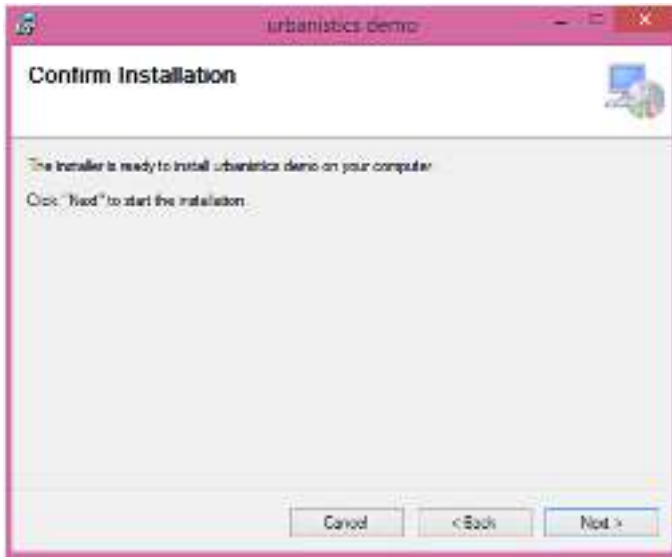 urbanistics demo
Confirm Installation
The installer is ready to install urbanistics demo on your computer.
Click "Next" to start the installation.
Cancel
< Back
Next >